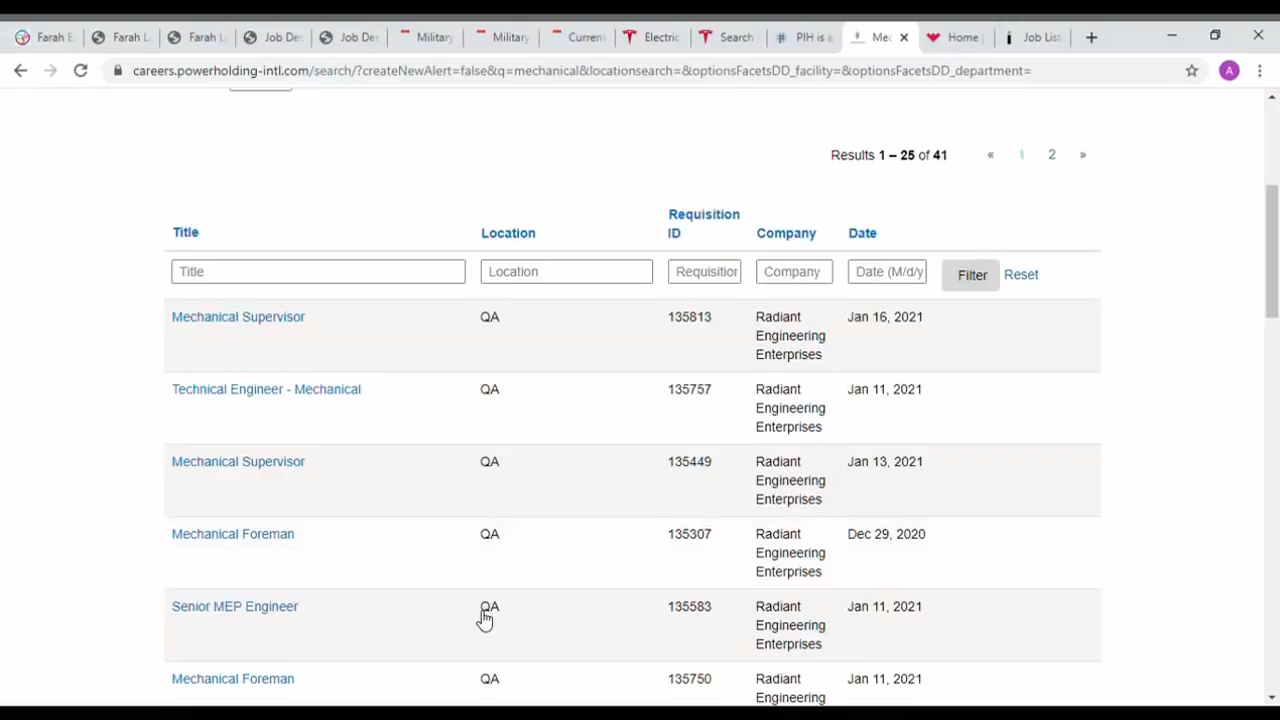 Farah E
Farah L
Farah L
Job Dec
Job Des
Military
Military
Current
Electric
Search
PIH is a
Mec
Home
Job List
careers.powerholding-intl.com/search/?createNewAlert=false&q=mechanical&locationsearch=&optionsFacetsDD_facility=&optionsFacetsDD_department=
A
Results 1 – 25 of 41 « 1 2 »
Requisition
Title Location ID Company Date
Title Location Requisition Company Date (M/d/y Filter Reset
Mechanical Supervisor QA 135813 Radiant Jan 16, 2021
Engineering
Enterprises
Technical Engineer - Mechanical QA 135757 Radiant Jan 11, 2021
Engineering
Enterprises
Mechanical Supervisor QA 135449 Radiant Jan 13, 2021
Engineering
Enterprises
Mechanical Foreman QA 135307 Radiant Dec 29, 2020
Engineering
Enterprises
Senior MEP Engineer QA 135583 Radiant Jan 11, 2021
Engineering
Enterprises
Mechanical Foreman QA 135750 Radiant Jan 11, 2021
Engineering